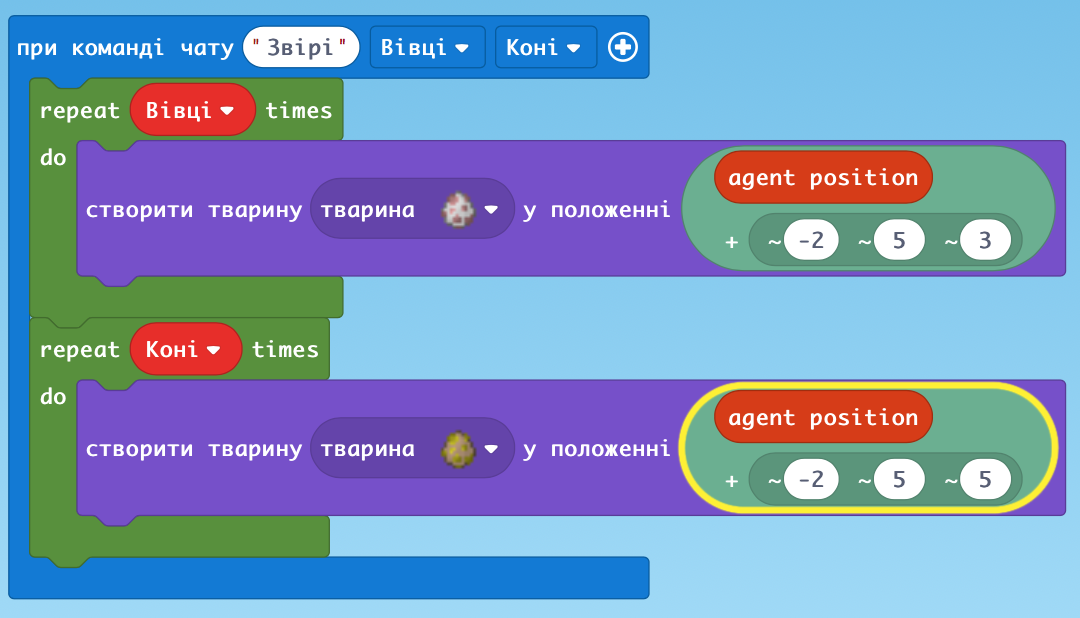 при команді чату "Звірі" Вівці Коні
repeat Вівці times
do
створити тварину тварина у положенні agent position + ~ -2 ~ 5 ~ 3
repeat Коні times
do
створити тварину тварина у положенні agent position + ~ -2 ~ 5 ~ 5